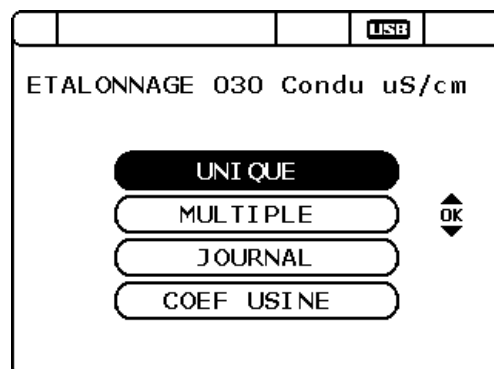 USB
ETALONNAGE 030 Condu uS/cm
UNIQUE
MULTIPLE
OK
JOURNAL
COEF USINE